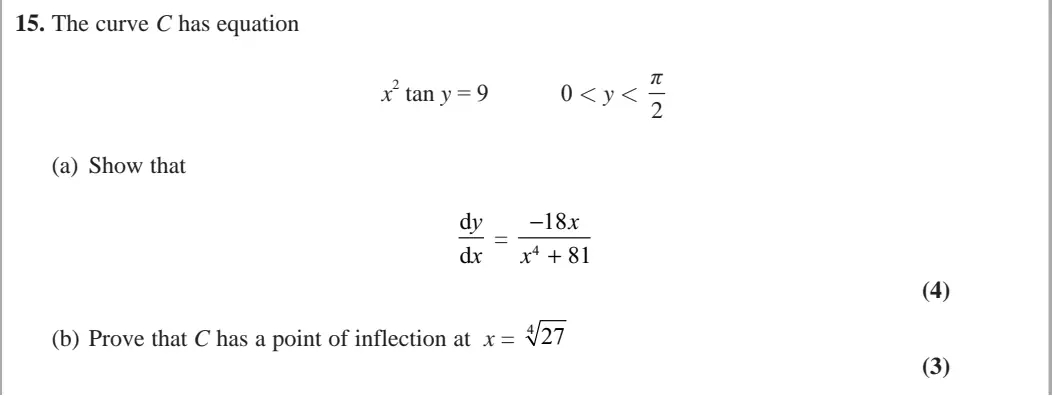 15. The curve C has equation
x² tan y = 9 0 < y < π/2
(a) Show that
dy/dx = −18x/(x⁴ + 81)
(4)
(b) Prove that C has a point of inflection at x = ∜27
(3)